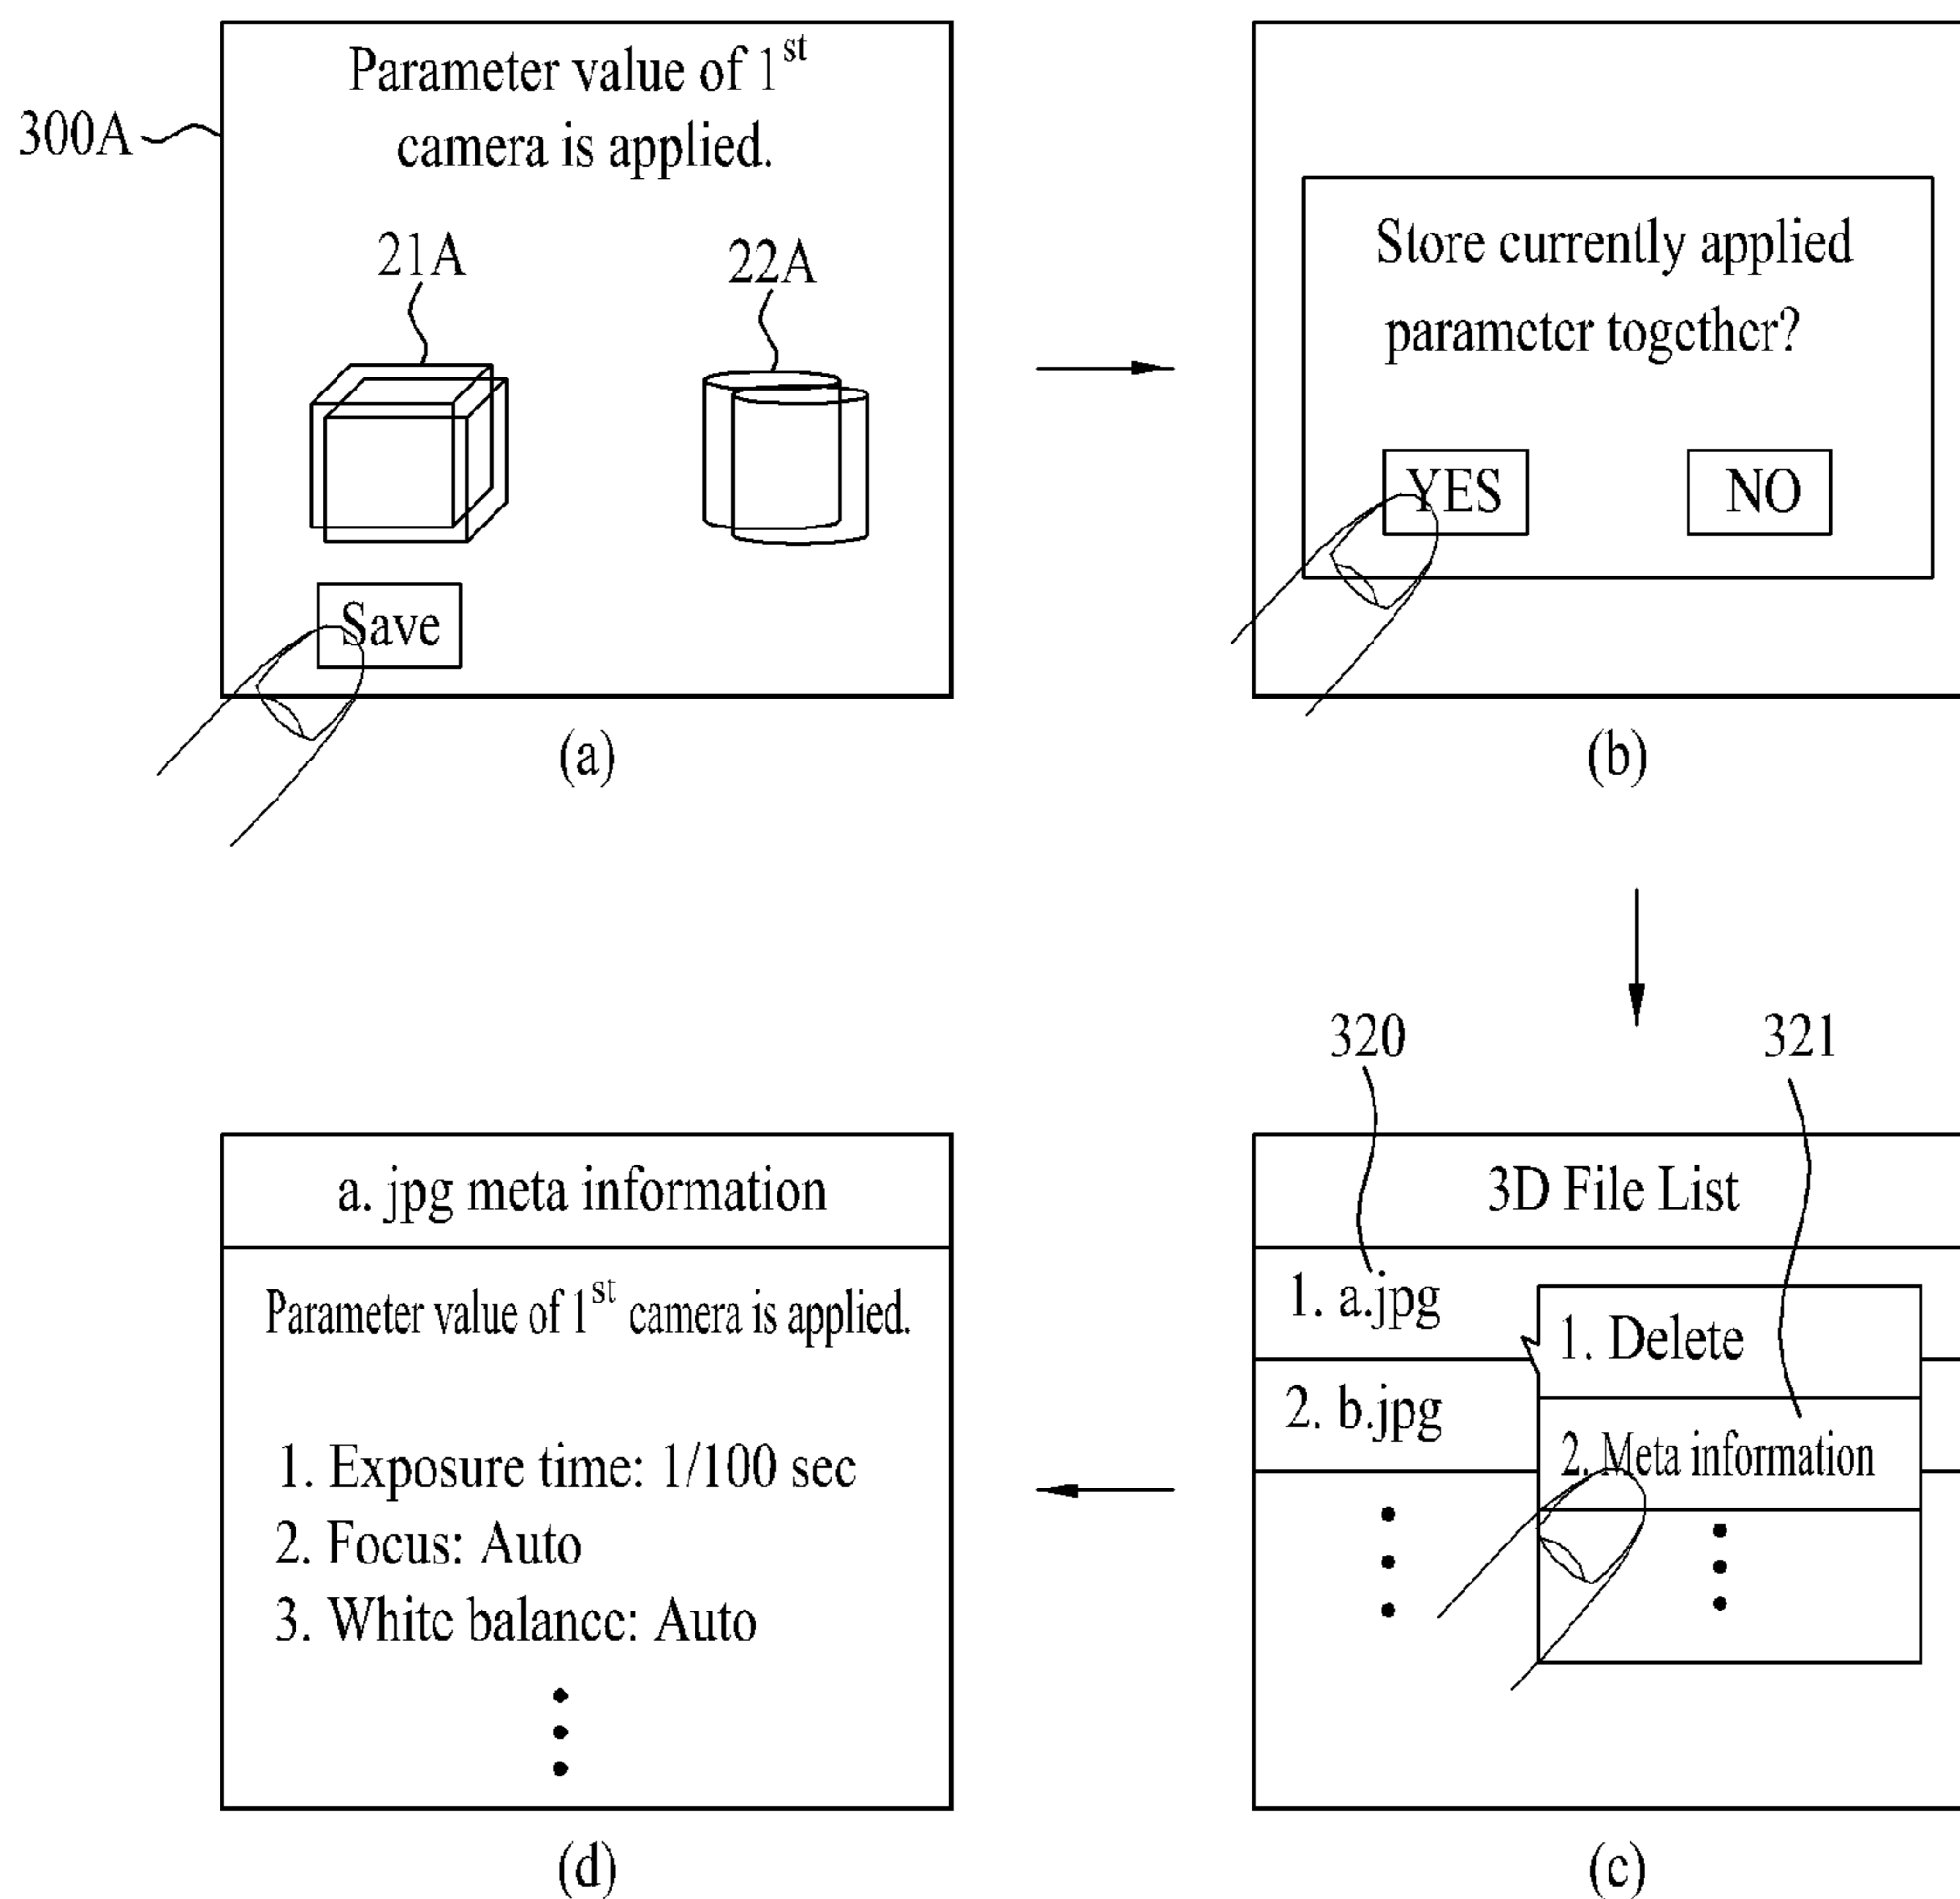 Parameter value of 1st
camera is applied.
300A
21A
22A
Save
(a)
Store currently applied
parameter together?
YES
NO
(b)
320
321
3D File List
1. a.jpg
2. b.jpg
1. Delete
2. Meta information
(c)
a. jpg meta information
Parameter value of 1st camera is applied.
1. Exposure time: 1/100 sec
2. Focus: Auto
3. White balance: Auto
(d)